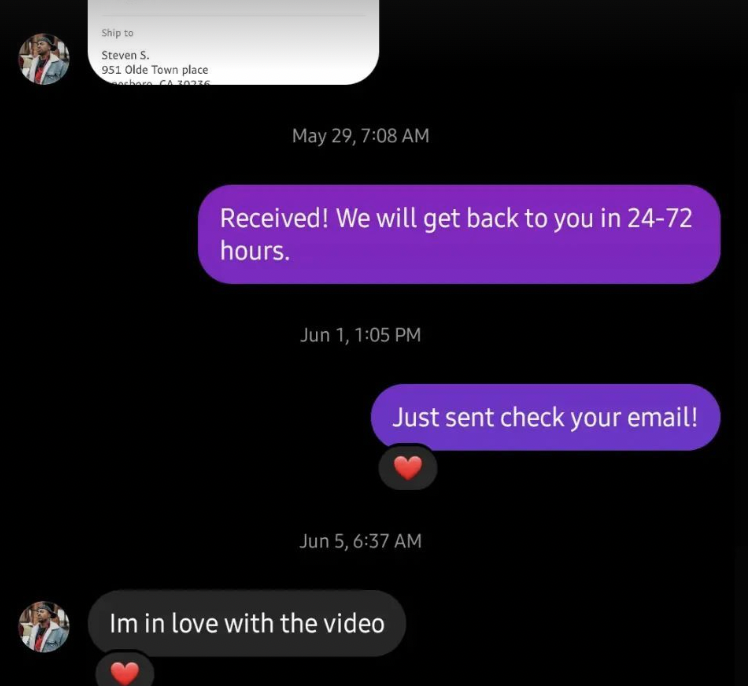 Ship to
Steven S.
951 Olde Town place
May 29, 7:08 AM
Received! We will get back to you in 24-72
hours.
Jun 1, 1:05 PM
Just sent check your email!
Jun 5, 6:37 AM
Im in love with the video